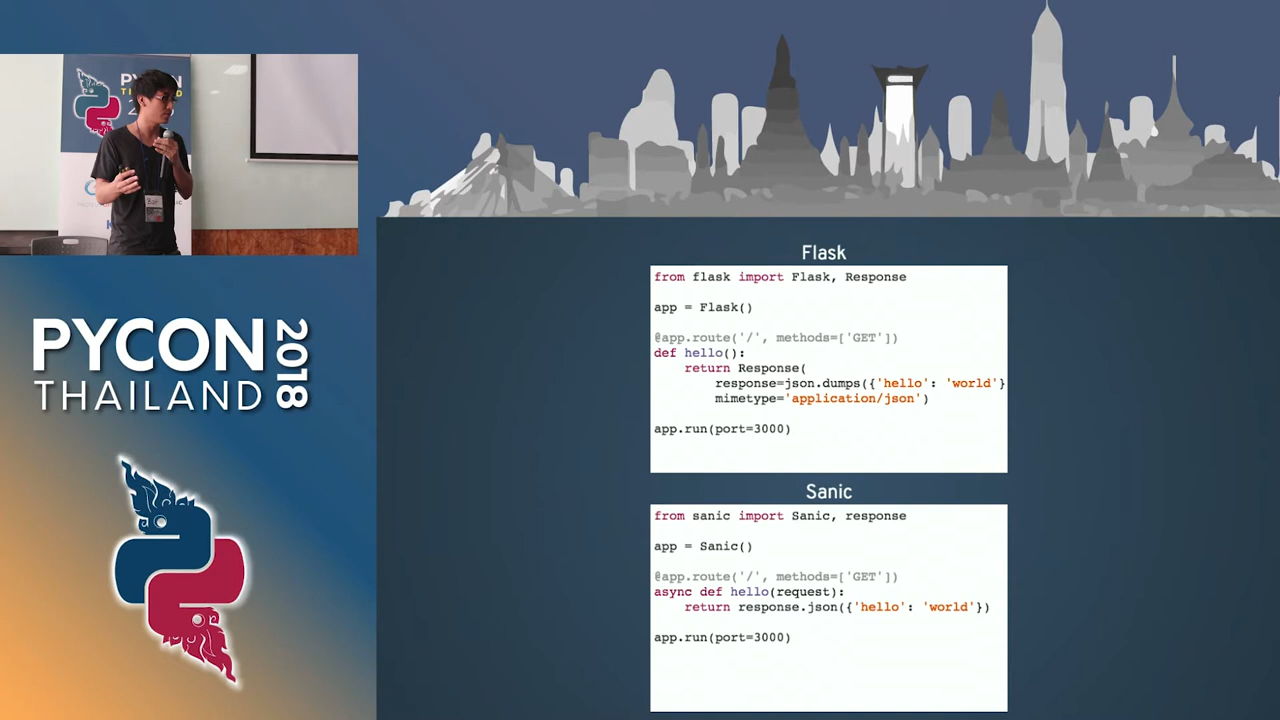 PYCON
THAILAND
2018
Flask
from flask import Flask, Response
app = Flask()
@app.route('/', methods=['GET'])
def hello():
return Response(
response=json.dumps({'hello': 'world'}
mimetype='application/json')
app.run(port=3000)
Sanic
from sanic import Sanic, response
app = Sanic()
@app.route('/', methods=['GET'])
async def hello(request):
return response.json({'hello': 'world'})
app.run(port=3000)